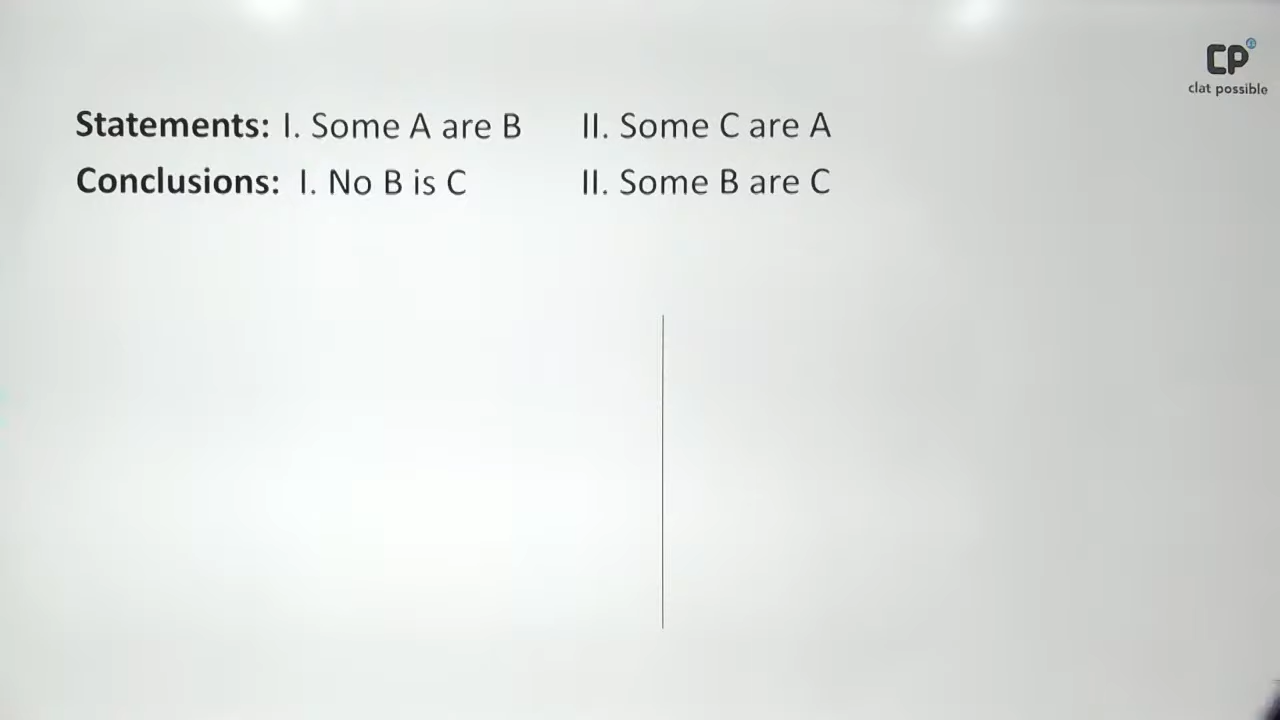 CP
clat possible
Statements: I. Some A are B II. Some C are A
Conclusions: I. No B is C II. Some B are C